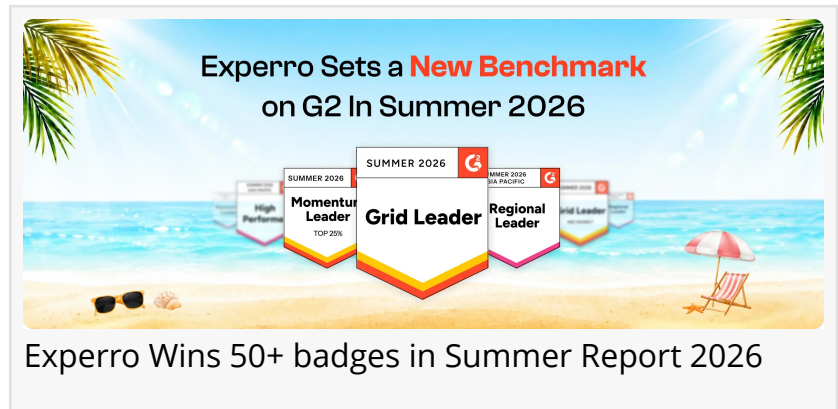 Experro Sets a New Benchmark
on G2 In Summer 2026
SUMMER 2026
Grid Leader
SUMMER 2026
Momentum
Leader
TOP 25%
SUMMER 2026
ASIA PACIFIC
Regional
Leader
High
Grid Leader
Experro Wins 50+ badges in Summer Report 2026